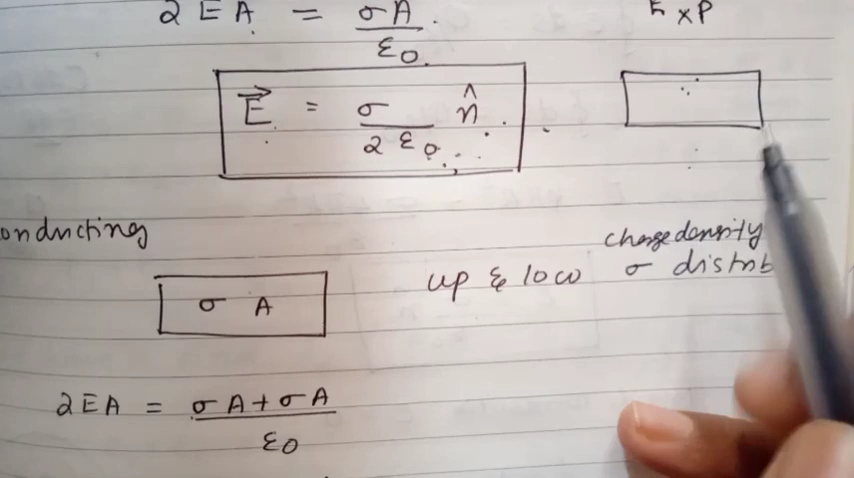 2EA = σA / ε0
E x P
E⃗ = σ / 2ε0 n̂
onducting
charge density
up & low σ distrib
σ A
2EA = σA + σA / ε0